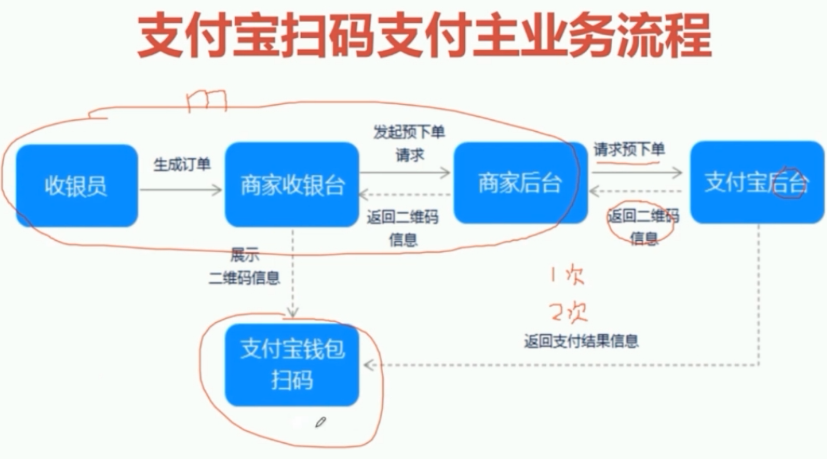 支付宝扫码支付主业务流程
m
收银员
生成订单
商家收银台
发起预下单
请求
返回二维码
信息
商家后台
请求预下单
返回二维码
信息
支付宝后台
展示
二维码信息
1次
2次
支付宝钱包
扫码
返回支付结果信息